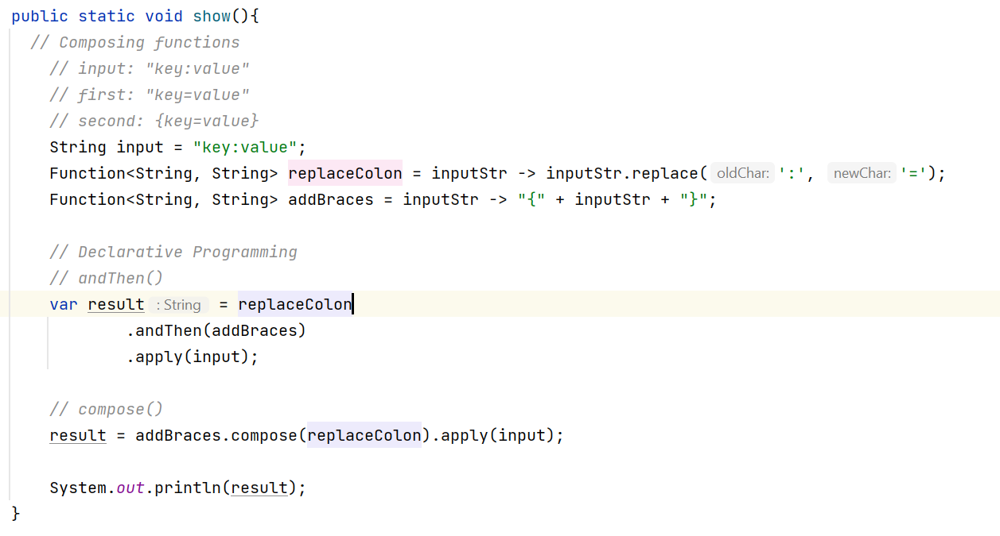 public static void show(){
// Composing functions
// input: "key:value"
// first: "key=value"
// second: {key=value}
String input = "key:value";
Function<String, String> replaceColon = inputStr -> inputStr.replace( oldChar: ':', newChar: '=');
Function<String, String> addBraces = inputStr -> "{" + inputStr + "}";
// Declarative Programming
// andThen()
var result : String = replaceColon
.andThen(addBraces)
.apply(input);
// compose()
result = addBraces.compose(replaceColon).apply(input);
System.out.println(result);
}